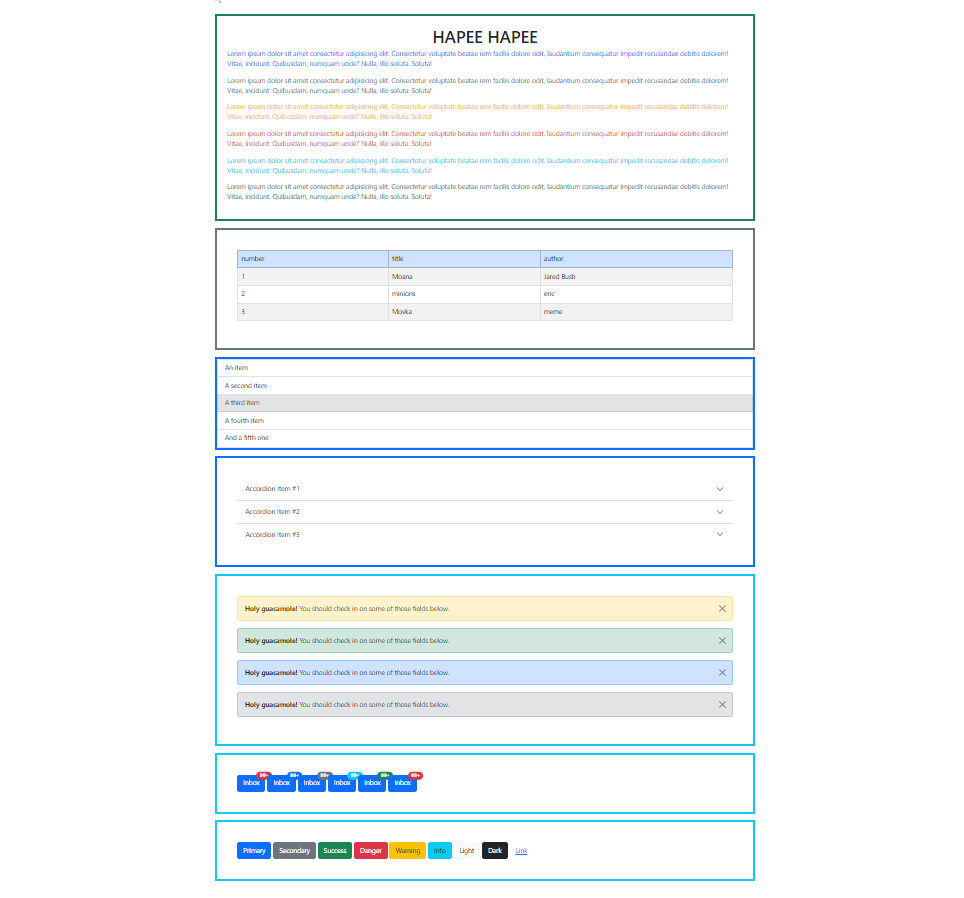 ">
HAPEE HAPEE
Lorem ipsum dolor sit amet consectetur adipisicing elit. Consectetur voluptate beatae rem facilis dolore odit, laudantium consequatur impedit recusandae debitis dolorem!
Vitae, incidunt. Quibusdam, numquam unde? Nulla, illo soluta. Soluta!
Lorem ipsum dolor sit amet consectetur adipisicing elit. Consectetur voluptate beatae rem facilis dolore odit, laudantium consequatur impedit recusandae debitis dolorem!
Vitae, incidunt. Quibusdam, numquam unde? Nulla, illo soluta. Soluta!
Lorem ipsum dolor sit amet consectetur adipisicing elit. Consectetur voluptate beatae rem facilis dolore odit, laudantium consequatur impedit recusandae debitis dolorem!
Vitae, incidunt. Quibusdam, numquam unde? Nulla, illo soluta. Soluta!
Lorem ipsum dolor sit amet consectetur adipisicing elit. Consectetur voluptate beatae rem facilis dolore odit, laudantium consequatur impedit recusandae debitis dolorem!
Vitae, incidunt. Quibusdam, numquam unde? Nulla, illo soluta. Soluta!
Lorem ipsum dolor sit amet consectetur adipisicing elit. Consectetur voluptate beatae rem facilis dolore odit, laudantium consequatur impedit recusandae debitis dolorem!
Vitae, incidunt. Quibusdam, numquam unde? Nulla, illo soluta. Soluta!
Lorem ipsum dolor sit amet consectetur adipisicing elit. Consectetur voluptate beatae rem facilis dolore odit, laudantium consequatur impedit recusandae debitis dolorem!
Vitae, incidunt. Quibusdam, numquam unde? Nulla, illo soluta. Soluta!
number title author
1 Moana Jared Bush
2 minions eric
3 Movka meme
An item
A second item
A third item
A fourth item
And a fifth one
Accordion Item #1
Accordion Item #2
Accordion Item #3
Holy guacamole! You should check in on some of those fields below.
Holy guacamole! You should check in on some of those fields below.
Holy guacamole! You should check in on some of those fields below.
Holy guacamole! You should check in on some of those fields below.
99+ 99+ 99+ 99+ 99+ 99+
Inbox Inbox Inbox Inbox Inbox Inbox
Primary Secondary Success Danger Warning Info Light Dark Link